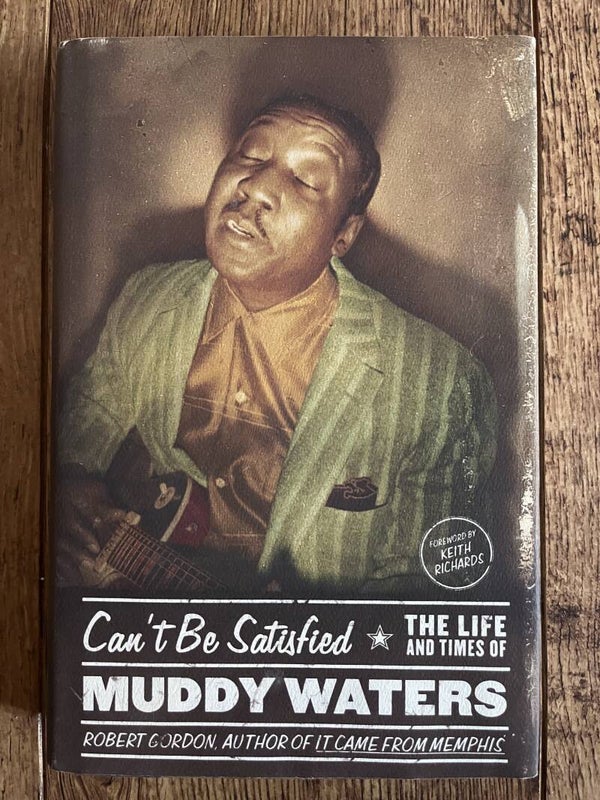 FOREWORD BY
KEITH
RICHARDS
Can't Be Satisfied
THE LIFE
AND TIMES OF
MUDDY WATERS
ROBERT GORDON, AUTHOR OF IT CAME FROM MEMPHIS